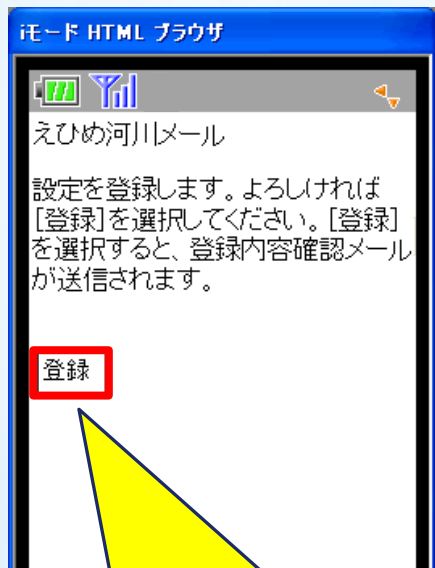 iモード HTML ブラウザ
えひめ河川メール
設定を登録します。よろしければ
[登録]を選択してください。[登録]
を選択すると、登録内容確認メール
が送信されます。
登録